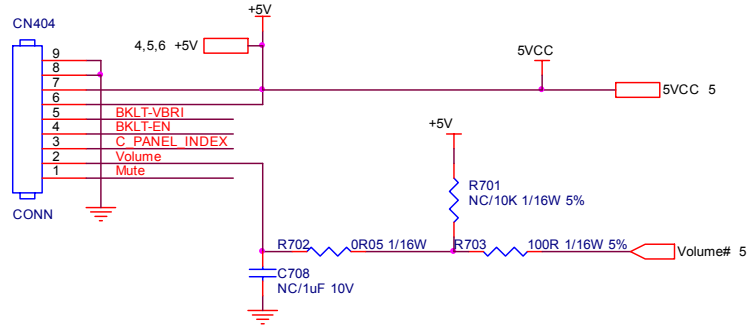 CN404
+5V
4,5,6 +5V
5VCC
9
8
7
6
5VCC 5
5 BKLT-VBRI
4 BKLT-EN
3 C_PANEL_INDEX
2 Volume
1 Mute
+5V
R701
NC/10K 1/16W 5%
CONN
R702 0R05 1/16W R703 100R 1/16W 5% Volume# 5
C708
NC/1uF 10V